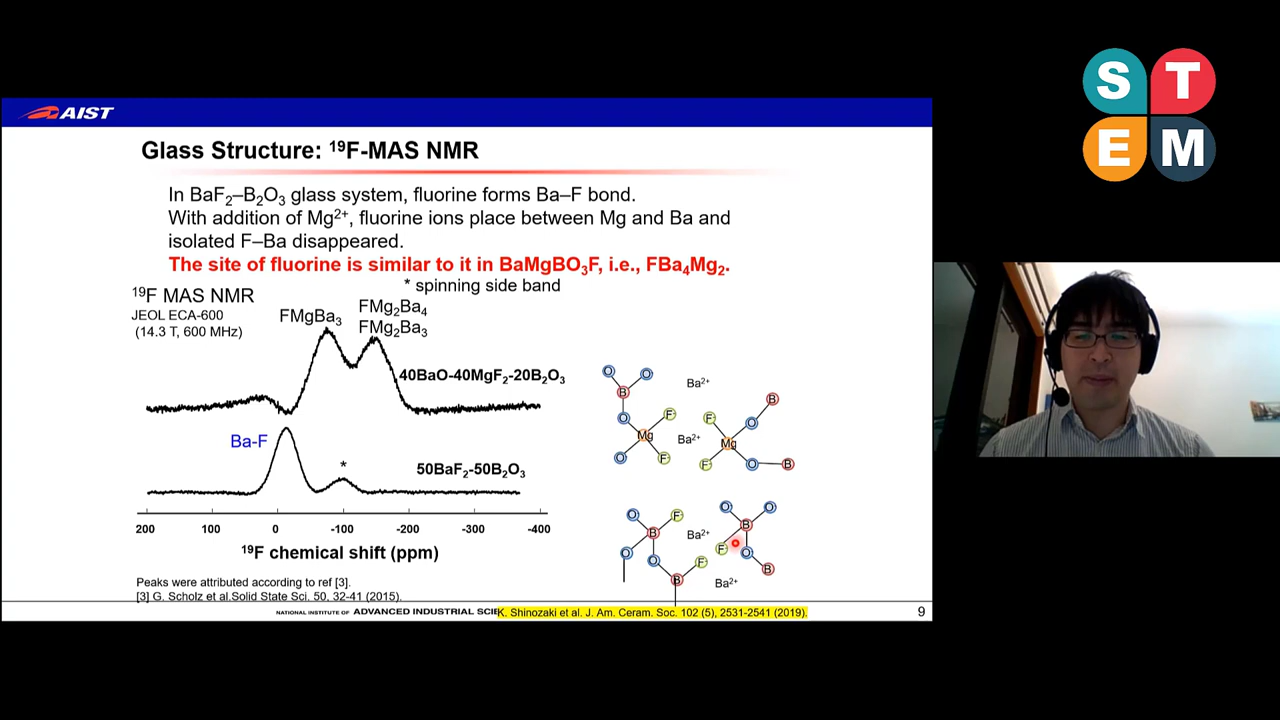 AIST
S T
E M
Glass Structure: ¹⁹F-MAS NMR
In BaF₂–B₂O₃ glass system, fluorine forms Ba–F bond.
With addition of Mg²⁺, fluorine ions place between Mg and Ba and
isolated F–Ba disappeared.
The site of fluorine is similar to it in BaMgBO₃F, i.e., FBa₄Mg₂.
* spinning side band
¹⁹F MAS NMR
JEOL ECA-600
(14.3 T, 600 MHz)
FMgBa₃
FMg₂Ba₄
FMg₂Ba₃
40BaO-40MgF₂-20B₂O₃
Ba-F
*
50BaF₂-50B₂O₃
200 100 0 -100 -200 -300 -400
¹⁹F chemical shift (ppm)
O O Ba²⁺ B
B
O F F O
Mg Ba²⁺ Mg
O F F O B
O F O O
B Ba²⁺ B
O F O
O F B
B Ba²⁺
Peaks were attributed according to ref [3].
[3] G. Scholz et al.Solid State Sci. 50, 32-41 (2015).
NATIONAL INSTITUTE OF ADVANCED INDUSTRIAL SCIE
K. Shinozaki et al. J. Am. Ceram. Soc. 102 (5), 2531-2541 (2019).
9